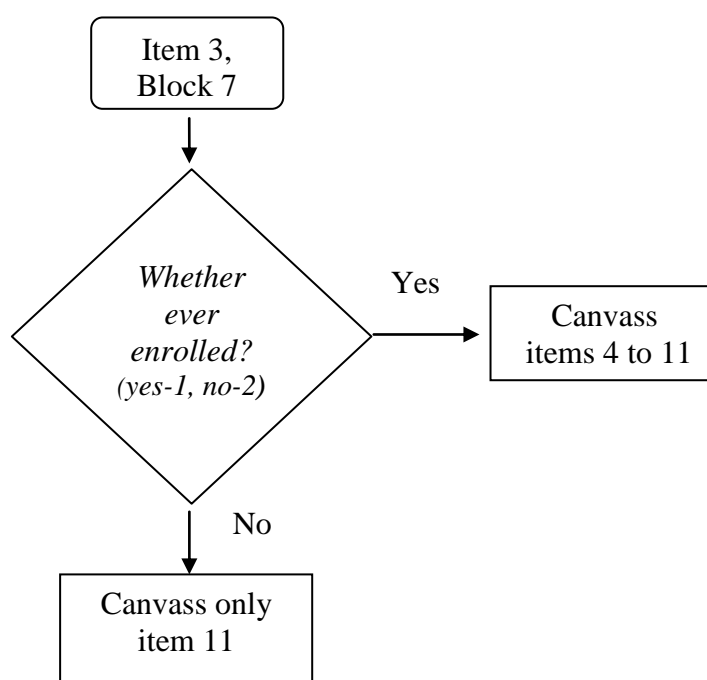 Item 3,
Block 7
Whether
ever
enrolled?
(yes-1, no-2)
Yes
Canvass
items 4 to 11
No
Canvass only
item 11